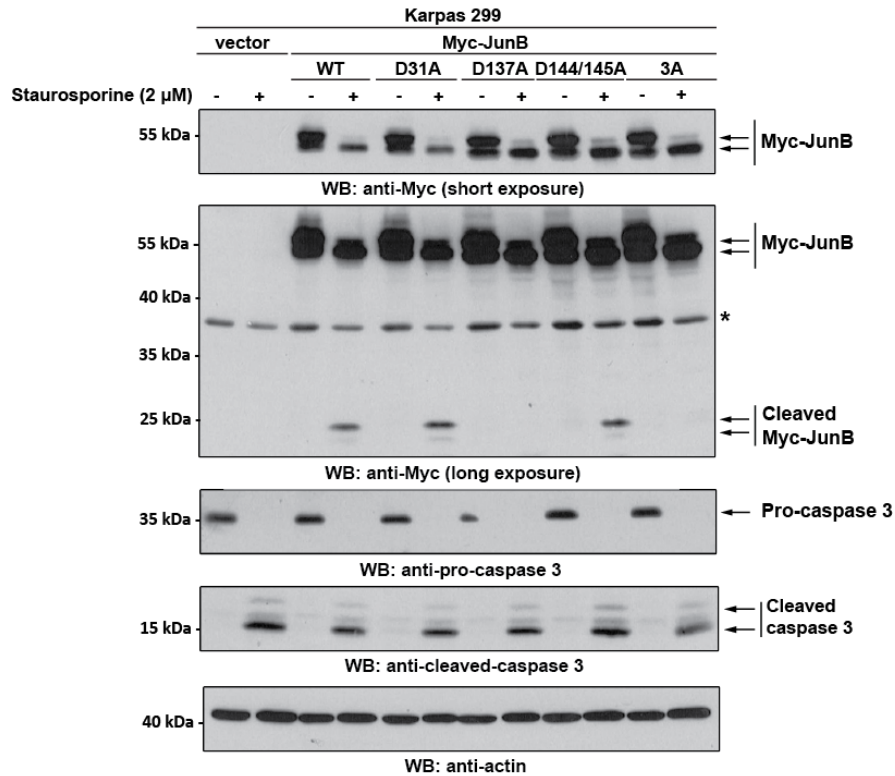 Karpas 299
vector Myc-JunB
WT D31A D137A D144/145A 3A
Staurosporine (2 µM) - + - + - + - + - + - +
55 kDa - Myc-JunB
WB: anti-Myc (short exposure)
55 kDa - Myc-JunB
40 kDa -
*
35 kDa -
25 kDa - Cleaved
Myc-JunB
WB: anti-Myc (long exposure)
35 kDa - Pro-caspase 3
WB: anti-pro-caspase 3
Cleaved
15 kDa - caspase 3
WB: anti-cleaved-caspase 3
40 kDa -
WB: anti-actin